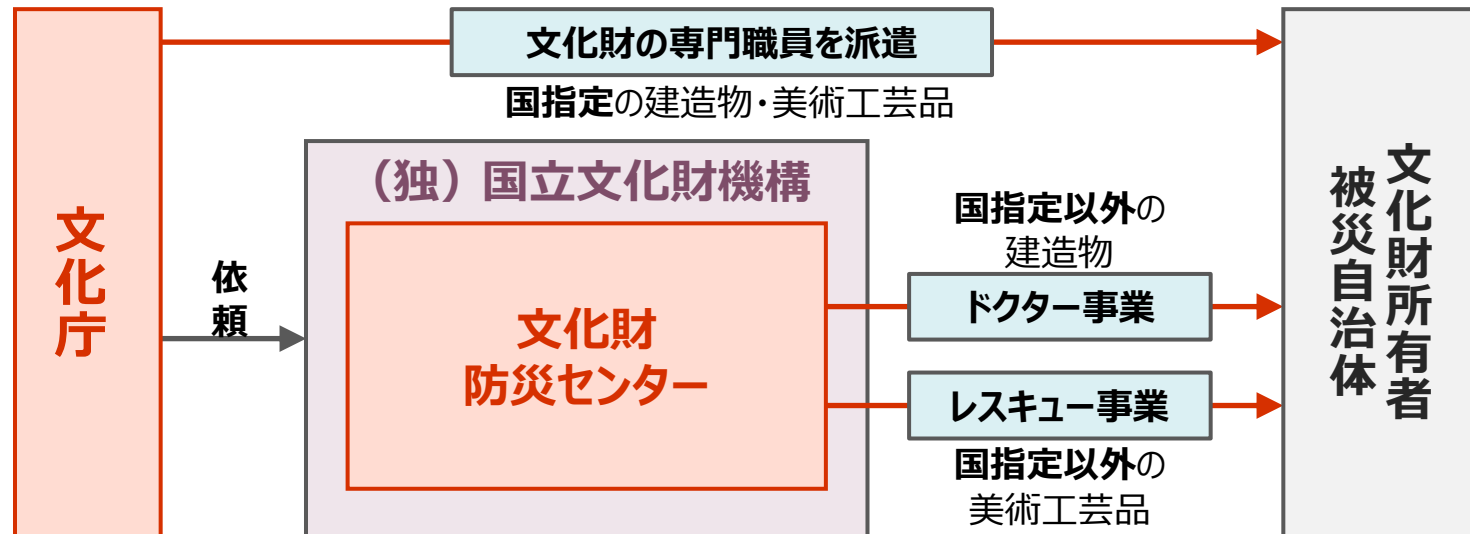 文化庁
文化財の専門職員を派遣
国指定の建造物・美術工芸品
依頼
（独）国立文化財機構
文化財
防災センター
国指定以外の
建造物
ドクター事業
レスキュー事業
国指定以外の
美術工芸品
文化財所有者
被災自治体